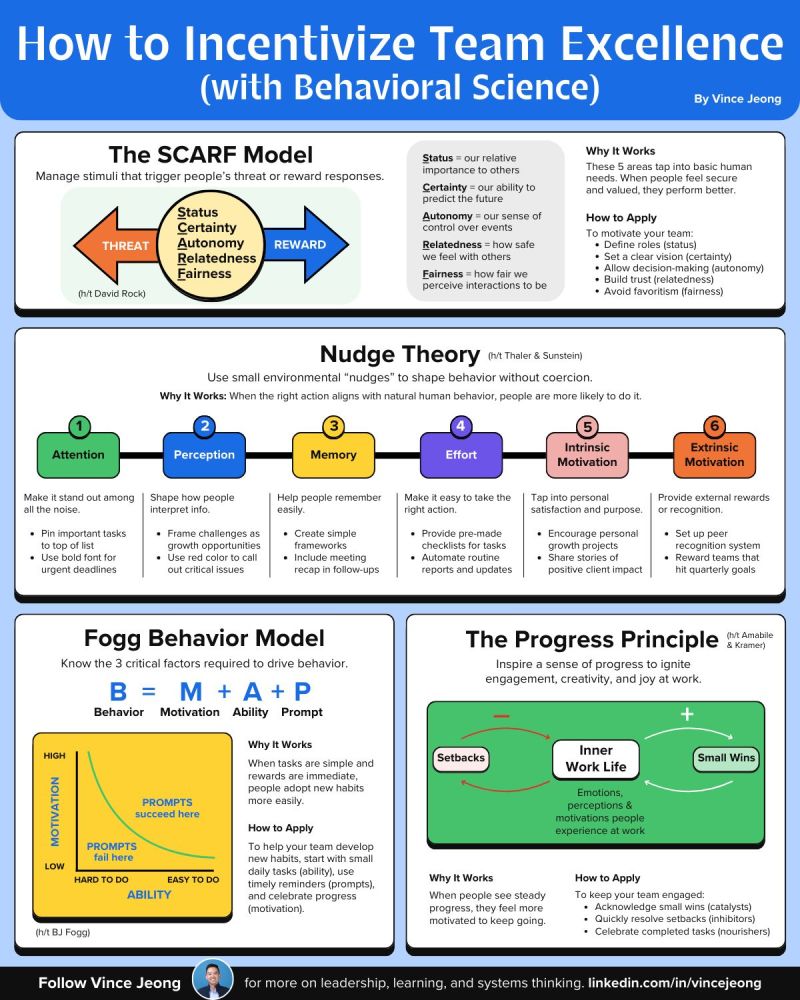 How to Incentivize Team Excellence
(with Behavioral Science)
By Vince Jeong
The SCARF Model
Manage stimuli that trigger people's threat or reward responses.
THREAT
Status
Certainty
Autonomy
Relatedness
Fairness
REWARD
(h/t David Rock)
Status = our relative
importance to others
Certainty = our ability to
predict the future
Autonomy = our sense of
control over events
Relatedness = how safe
we feel with others
Fairness = how fair we
perceive interactions to be
Why It Works
These 5 areas tap into basic human
needs. When people feel secure
and valued, they perform better.
How to Apply
To motivate your team:
• Define roles (status)
• Set a clear vision (certainty)
• Allow decision-making (autonomy)
• Build trust (relatedness)
• Avoid favoritism (fairness)
Nudge Theory (h/t Thaler & Sunstein)
Use small environmental “nudges” to shape behavior without coercion.
Why It Works: When the right action aligns with natural human behavior, people are more likely to do it.
1
Attention
Make it stand out among
all the noise.
• Pin important tasks
to top of list
• Use bold font for
urgent deadlines
2
Perception
Shape how people
interpret info.
• Frame challenges as
growth opportunities
• Use red color to call
out critical issues
3
Memory
Help people remember
easily.
• Create simple
frameworks
• Include meeting
recap in follow-ups
4
Effort
Make it easy to take the
right action.
• Provide pre-made
checklists for tasks
• Automate routine
reports and updates
5
Intrinsic
Motivation
Tap into personal
satisfaction and purpose.
• Encourage personal
growth projects
• Share stories of
positive client impact
6
Extrinsic
Motivation
Provide external rewards
or recognition.
• Set up peer
recognition system
• Reward teams that
hit quarterly goals
Fogg Behavior Model
Know the 3 critical factors required to drive behavior.
B = M + A + P
Behavior Motivation Ability Prompt
HIGH
MOTIVATION
LOW
PROMPTS
succeed here
PROMPTS
fail here
HARD TO DO EASY TO DO
ABILITY
(h/t BJ Fogg)
Why It Works
When tasks are simple and
rewards are immediate,
people adopt new habits
more easily.
How to Apply
To help your team develop
new habits, start with small
daily tasks (ability), use
timely reminders (prompts),
and celebrate progress
(motivation).
The Progress Principle (h/t Amabile
& Kramer)
Inspire a sense of progress to ignite
engagement, creativity, and joy at work.
− +
Setbacks
Inner
Work Life
Small Wins
Emotions,
perceptions &
motivations people
experience at work
Why It Works
When people see steady
progress, they feel more
motivated to keep going.
How to Apply
To keep your team engaged:
• Acknowledge small wins (catalysts)
• Quickly resolve setbacks (inhibitors)
• Celebrate completed tasks (nourishers)
Follow Vince Jeong for more on leadership, learning, and systems thinking. linkedin.com/in/vincejeong